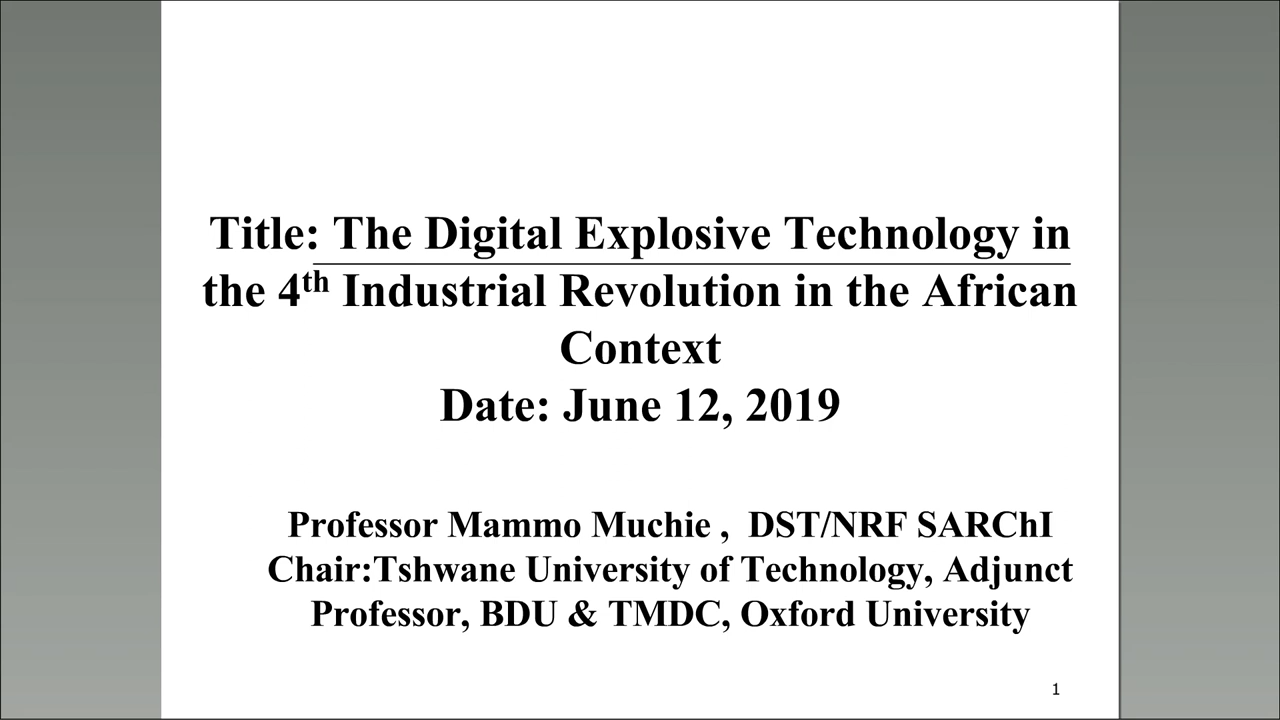 Title: The Digital Explosive Technology in
the 4th Industrial Revolution in the African
Context
Date: June 12, 2019
Professor Mammo Muchie , DST/NRF SARChI
Chair:Tshwane University of Technology, Adjunct
Professor, BDU & TMDC, Oxford University
1